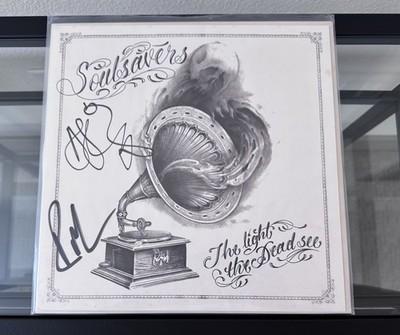 Soulsavers
The light
the Dead see